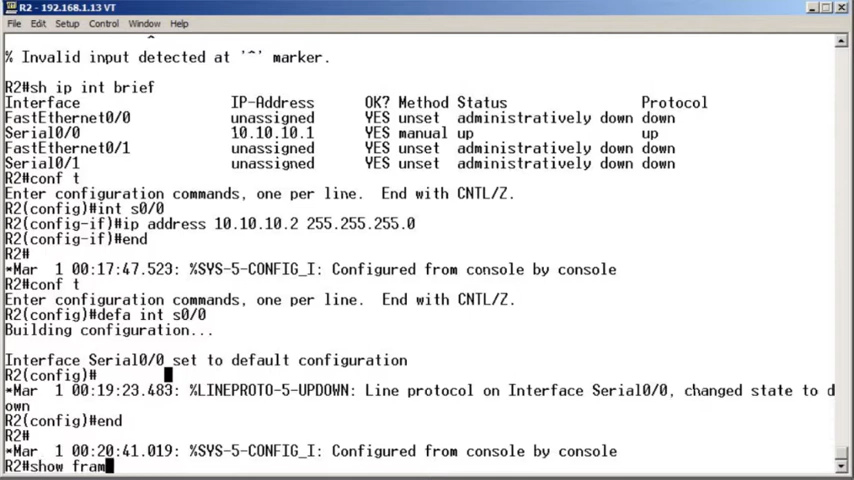 R2 - 192.168.1.13 VT
File Edit Setup Control Window Help
^
% Invalid input detected at '^' marker.
R2#sh ip int brief
Interface IP-Address OK? Method Status Protocol
FastEthernet0/0 unassigned YES unset administratively down down
Serial0/0 10.10.10.1 YES manual up up
FastEthernet0/1 unassigned YES unset administratively down down
Serial0/1 unassigned YES unset administratively down down
R2#conf t
Enter configuration commands, one per line. End with CNTL/Z.
R2(config)#int s0/0
R2(config-if)#ip address 10.10.10.2 255.255.255.0
R2(config-if)#end
R2#
*Mar 1 00:17:47.523: %SYS-5-CONFIG_I: Configured from console by console
R2#conf t
Enter configuration commands, one per line. End with CNTL/Z.
R2(config)#defa int s0/0
Building configuration...
Interface Serial0/0 set to default configuration
R2(config)#
*Mar 1 00:19:23.483: %LINEPROTO-5-UPDOWN: Line protocol on Interface Serial0/0, changed state to d
own
R2(config)#end
R2#
*Mar 1 00:20:41.019: %SYS-5-CONFIG_I: Configured from console by console
R2#show fram